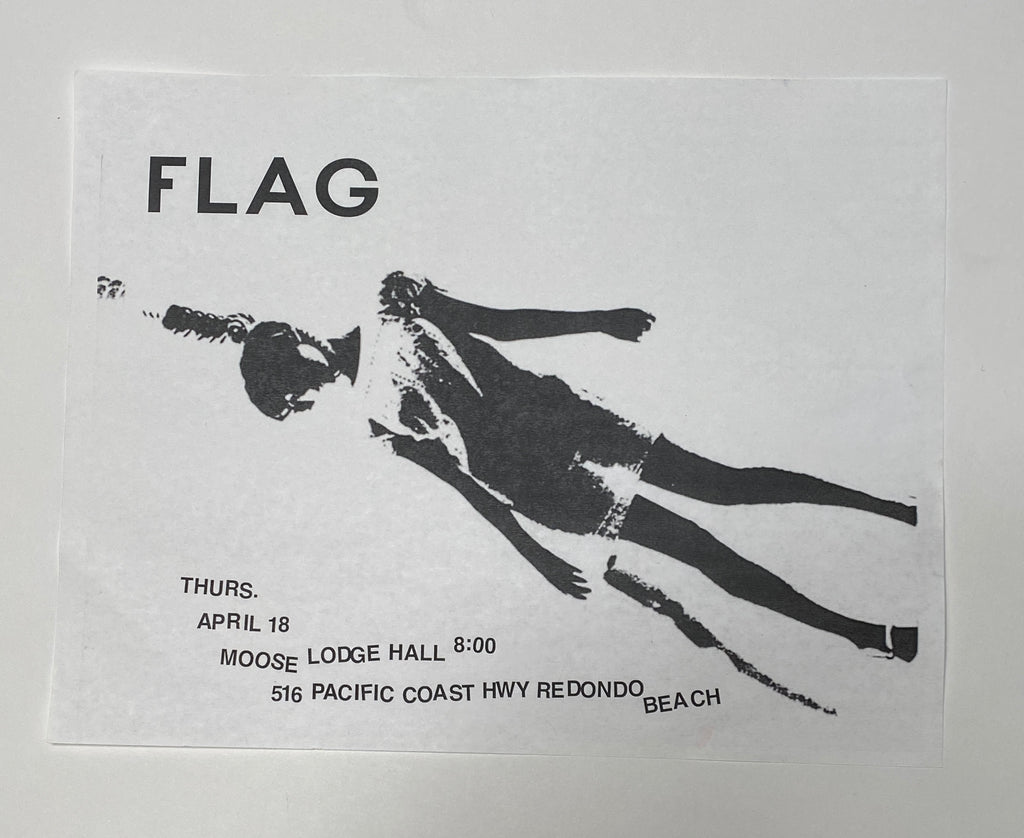 FLAG
THURS.
APRIL 18
MOOSE LODGE HALL 8:00
516 PACIFIC COAST HWY REDONDO BEACH